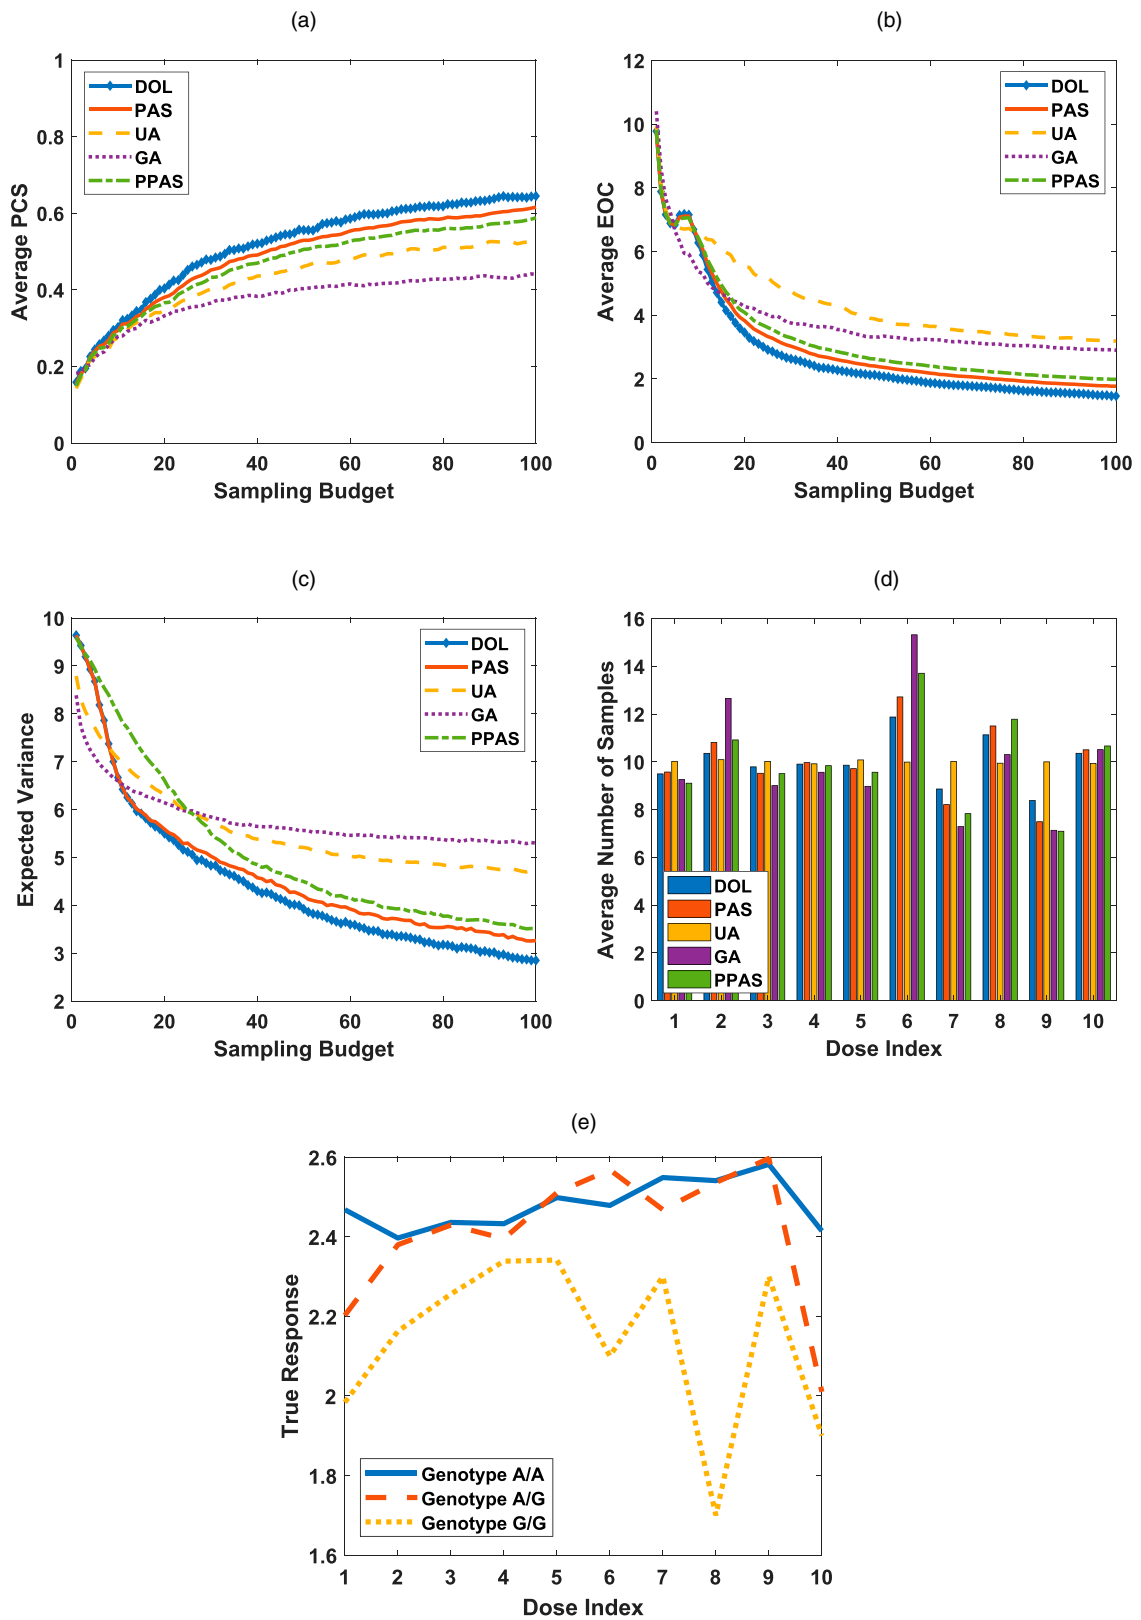 (a)
1
0.8
0.6
0.4
0.2
0
0 20 40 60 80 100
Average PCS
Sampling Budget
DOL
PAS
UA
GA
PPAS
(b)
12
10
8
6
4
2
0
0 20 40 60 80 100
Average EOC
Sampling Budget
DOL
PAS
UA
GA
PPAS
(c)
10
9
8
7
6
5
4
3
2
0 20 40 60 80 100
Expected Variance
Sampling Budget
DOL
PAS
UA
GA
PPAS
(d)
16
14
12
10
8
6
4
2
0
1 2 3 4 5 6 7 8 9 10
Average Number of Samples
Dose Index
DOL
PAS
UA
GA
PPAS
(e)
2.6
2.4
2.2
2
1.8
1.6
1 2 3 4 5 6 7 8 9 10
True Response
Dose Index
Genotype A/A
Genotype A/G
Genotype G/G